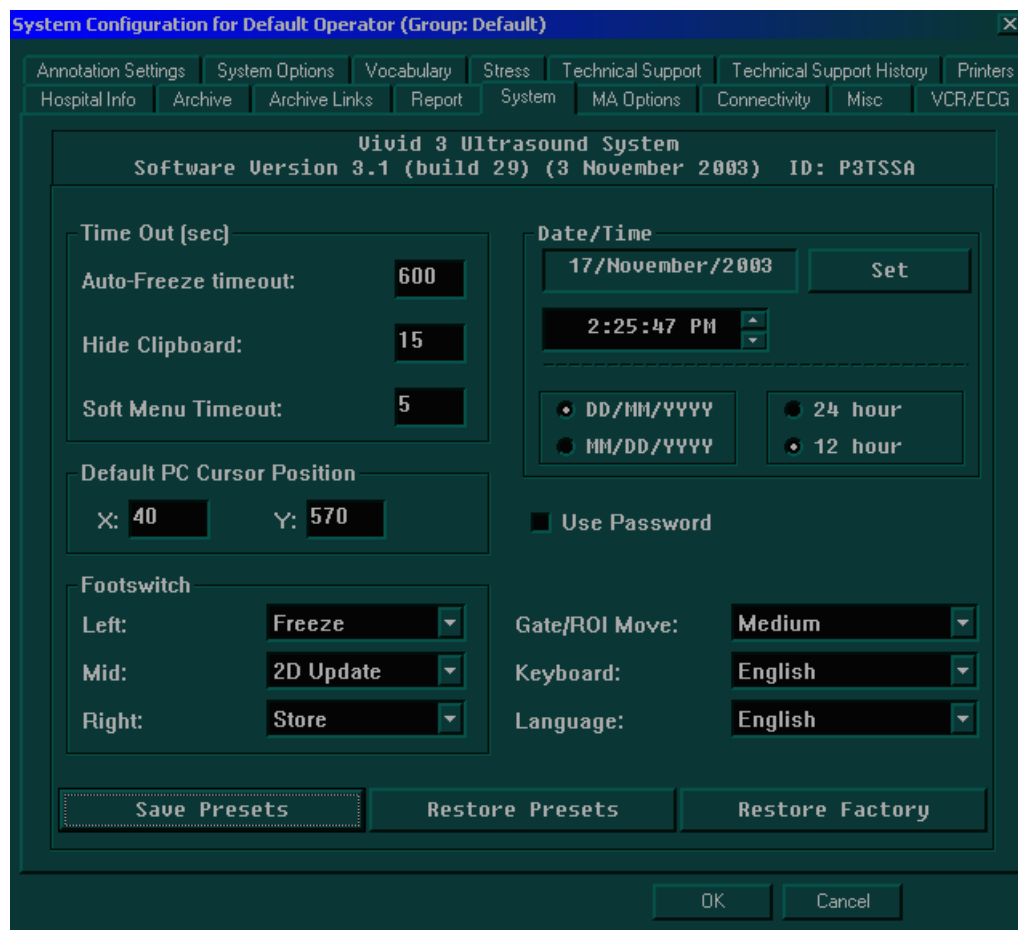 System Configuration for Default Operator (Group: Default)
Annotation Settings System Options Vocabulary Stress Technical Support Technical Support History Printers
Hospital Info Archive Archive Links Report System MA Options Connectivity Misc VCR/ECG
Vivid 3 Ultrasound System
Software Version 3.1 (build 29) (3 November 2003) ID: P3TSSA
Time Out (sec)
Auto-Freeze timeout: 600
Hide Clipboard: 15
Soft Menu Timeout: 5
Date/Time
17/November/2003 Set
2:25:47 PM
DD/MM/YYYY 24 hour
MM/DD/YYYY 12 hour
Default PC Cursor Position
X: 40 Y: 570
Use Password
Footswitch
Left: Freeze
Mid: 2D Update
Right: Store
Gate/ROI Move: Medium
Keyboard: English
Language: English
Save Presets Restore Presets Restore Factory
OK Cancel